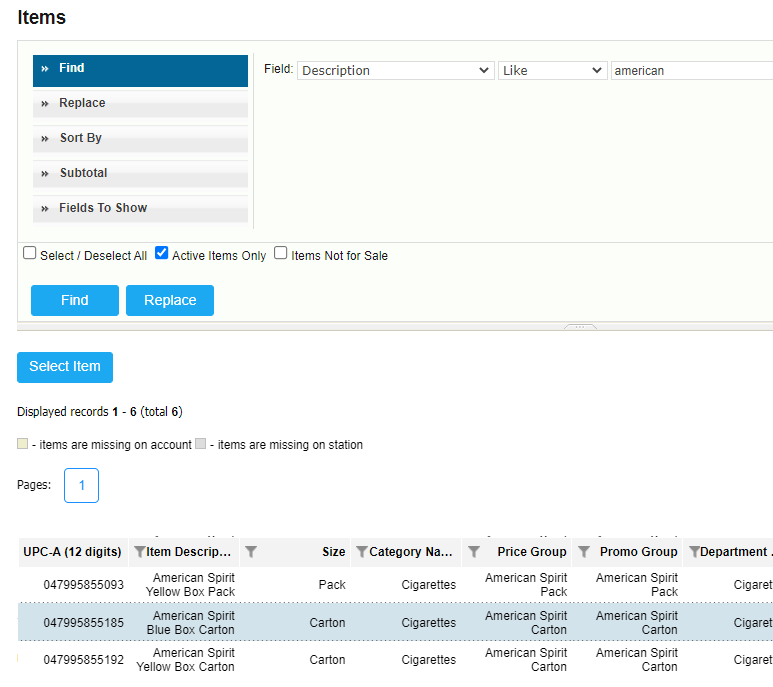 Items
» Find
» Replace
» Sort By
» Subtotal
» Fields To Show
Field: Description Like american
Select / Deselect All Active Items Only Items Not for Sale
Find Replace
Select Item
Displayed records 1 - 6 (total 6)
- items are missing on account - items are missing on station
Pages: 1
UPC-A (12 digits) Item Descrip... Size Category Na... Price Group Promo Group Department .
047995855093 American Spirit Yellow Box Pack Pack Cigarettes American Spirit Pack American Spirit Pack Cigaret
047995855185 American Spirit Blue Box Carton Carton Cigarettes American Spirit Carton American Spirit Carton Cigaret
047995855192 American Spirit Yellow Box Carton Carton Cigarettes American Spirit Carton American Spirit Carton Cigaret